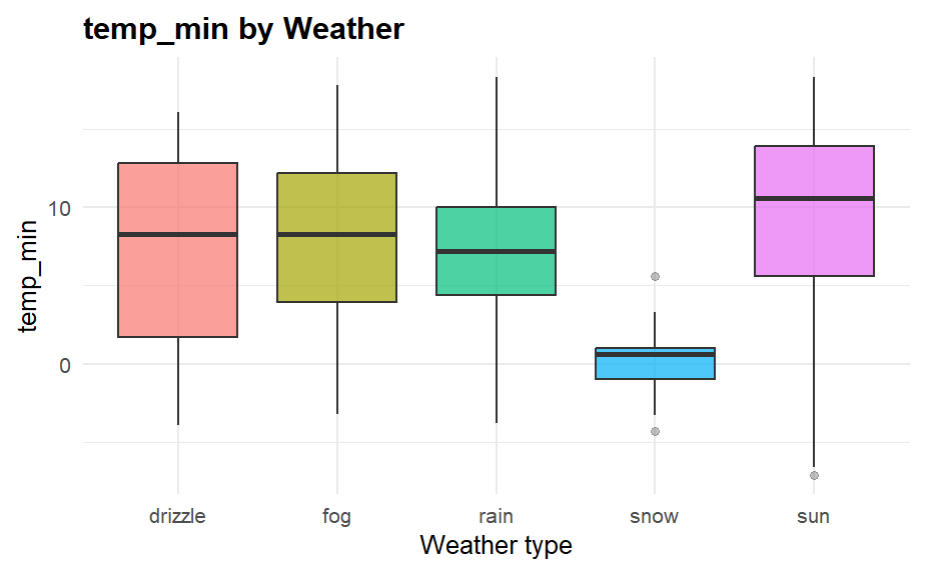 temp_min by Weather
temp_min
10
0
drizzle fog rain snow sun
Weather type